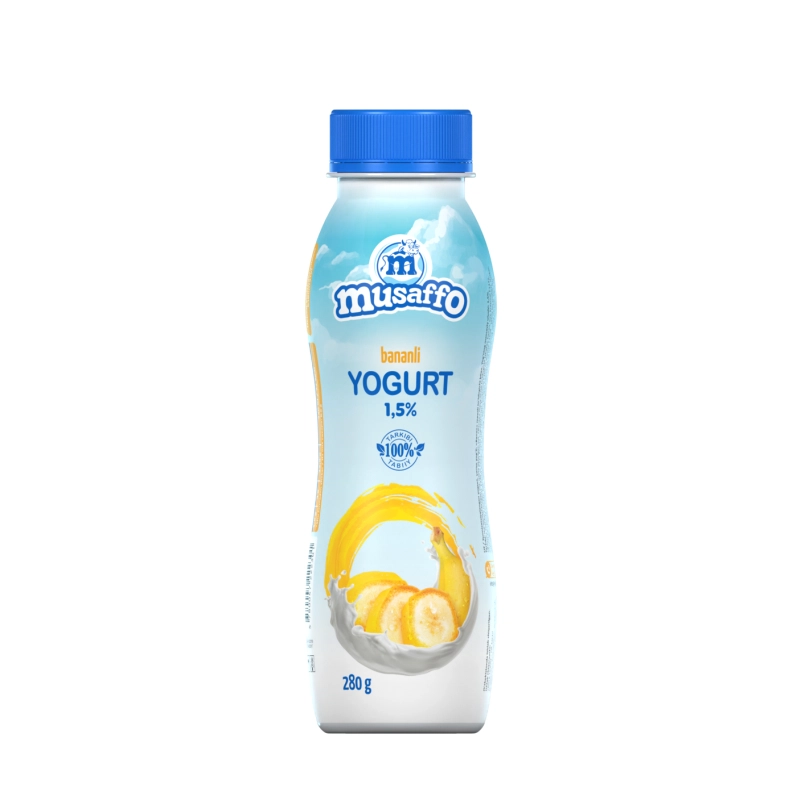 m
musaffo
bananli
YOGURT
1,5%
TARKIBI
100%
TABIIY
280 g